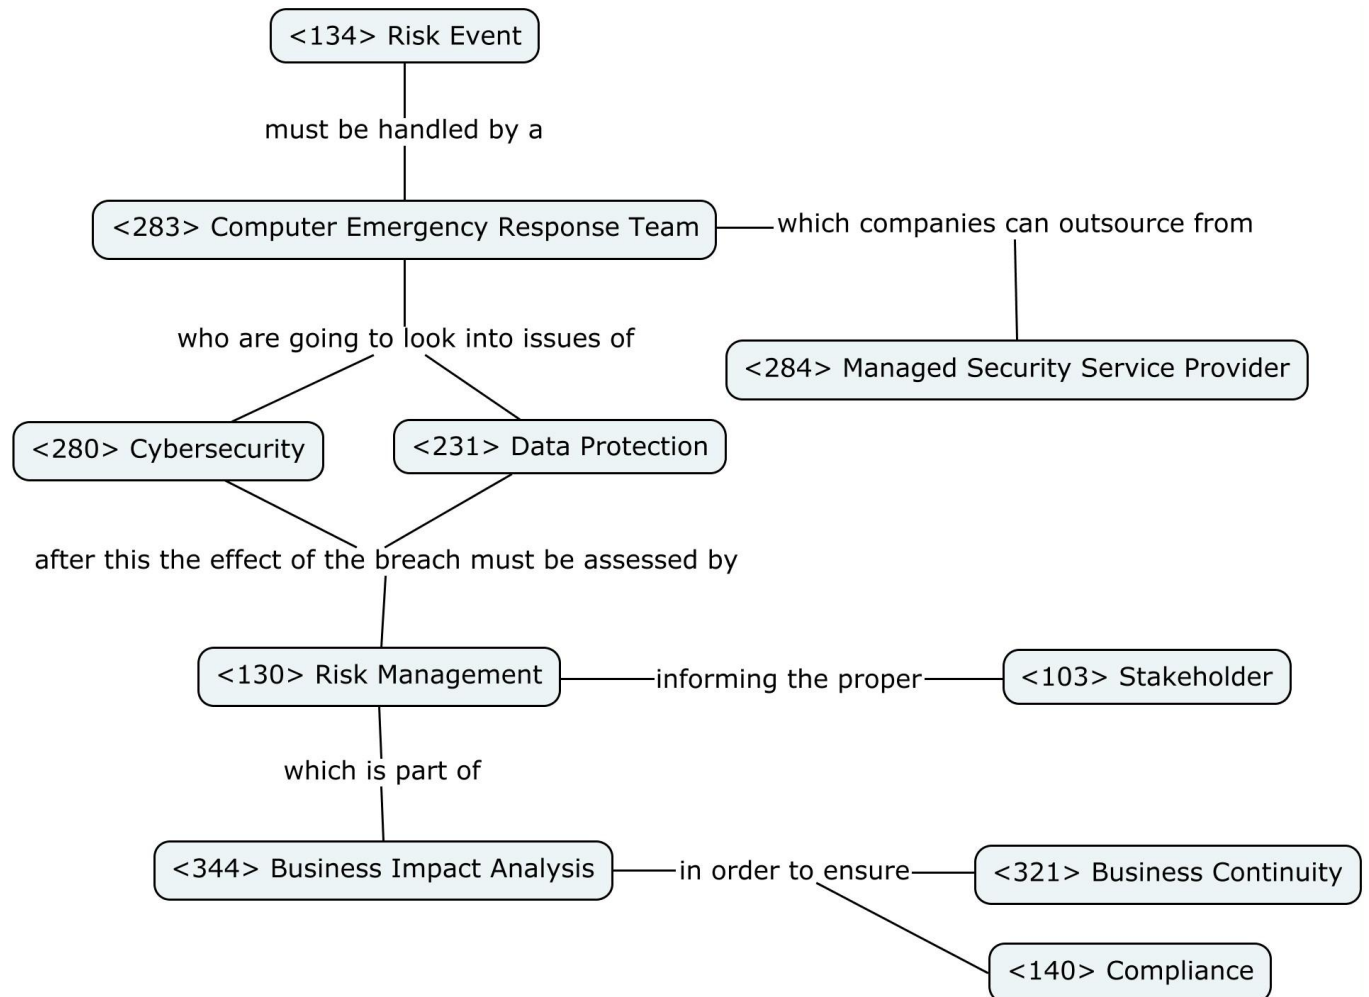 <134> Risk Event
must be handled by a
<283> Computer Emergency Response Team
which companies can outsource from
who are going to look into issues of
<284> Managed Security Service Provider
<280> Cybersecurity
<231> Data Protection
after this the effect of the breach must be assessed by
<130> Risk Management
informing the proper
<103> Stakeholder
which is part of
<344> Business Impact Analysis
in order to ensure
<321> Business Continuity
<140> Compliance